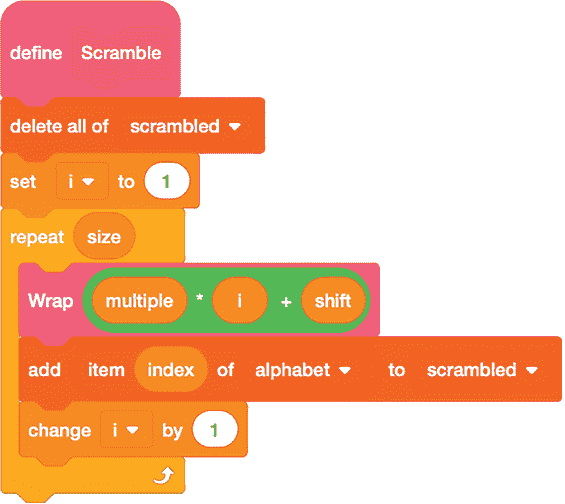 define Scramble
delete all of scrambled
set i to 1
repeat size
Wrap multiple * i + shift
add item index of alphabet to scrambled
change i by 1